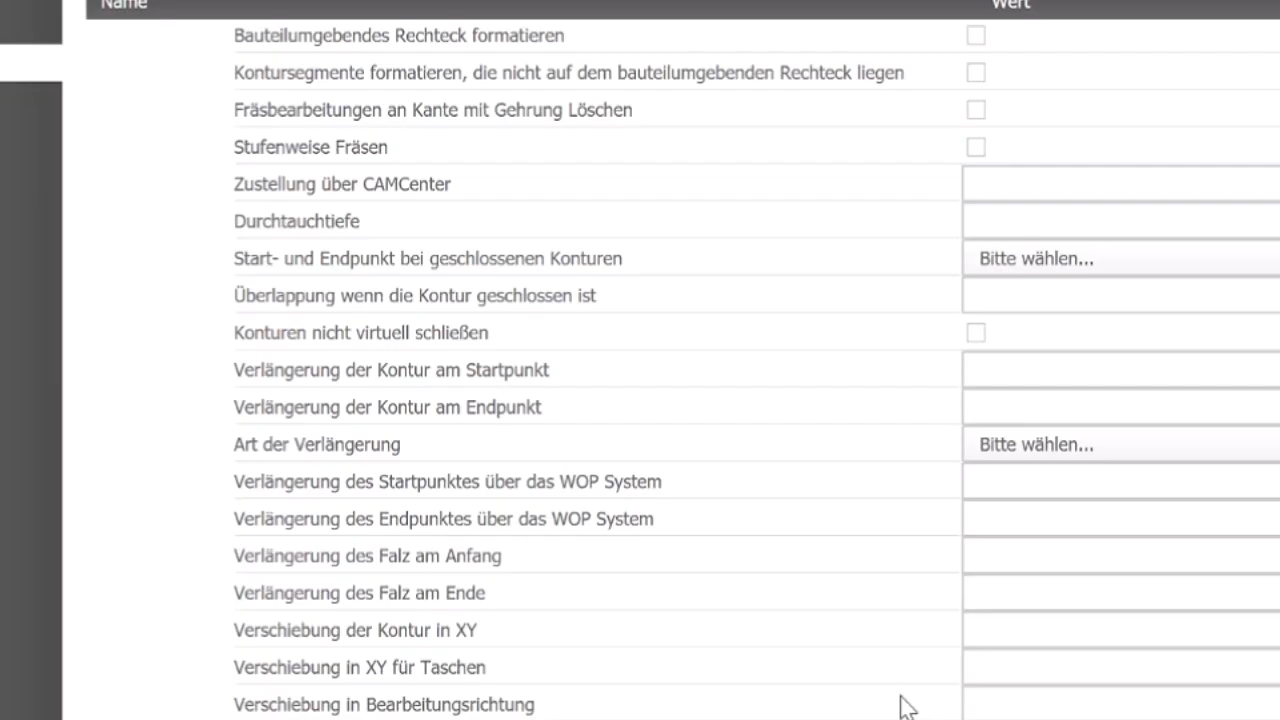 Name Wert
Bauteilumgebendes Rechteck formatieren
Kontursegmente formatieren, die nicht auf dem bauteilumgebenden Rechteck liegen
Fräsbearbeitungen an Kante mit Gehrung Löschen
Stufenweise Fräsen
Zustellung über CAMCenter
Durchtauchtiefe
Start- und Endpunkt bei geschlossenen Konturen Bitte wählen...
Überlappung wenn die Kontur geschlossen ist
Konturen nicht virtuell schließen
Verlängerung der Kontur am Startpunkt
Verlängerung der Kontur am Endpunkt
Art der Verlängerung Bitte wählen...
Verlängerung des Startpunktes über das WOP System
Verlängerung des Endpunktes über das WOP System
Verlängerung des Falz am Anfang
Verlängerung des Falz am Ende
Verschiebung der Kontur in XY
Verschiebung in XY für Taschen
Verschiebung in Bearbeitungsrichtung